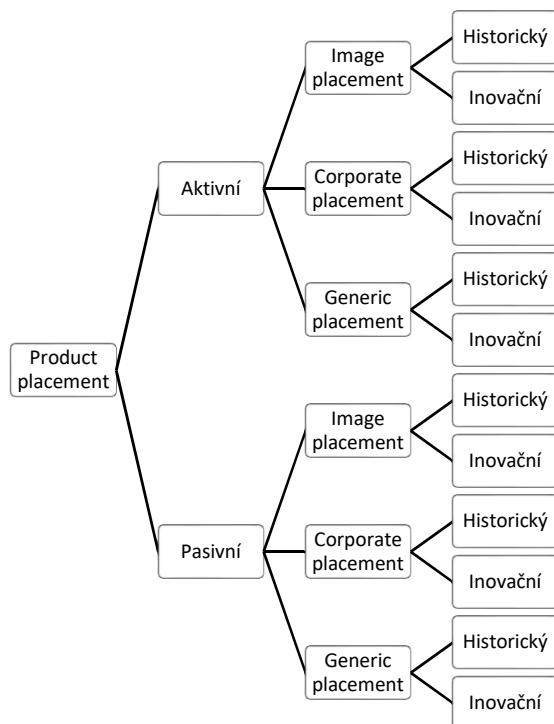 Image
placement
Historický
Inovační
Aktivní
Corporate
placement
Historický
Inovační
Generic
placement
Historický
Inovační
Product
placement
Image
placement
Historický
Inovační
Pasivní
Corporate
placement
Historický
Inovační
Generic
placement
Historický
Inovační